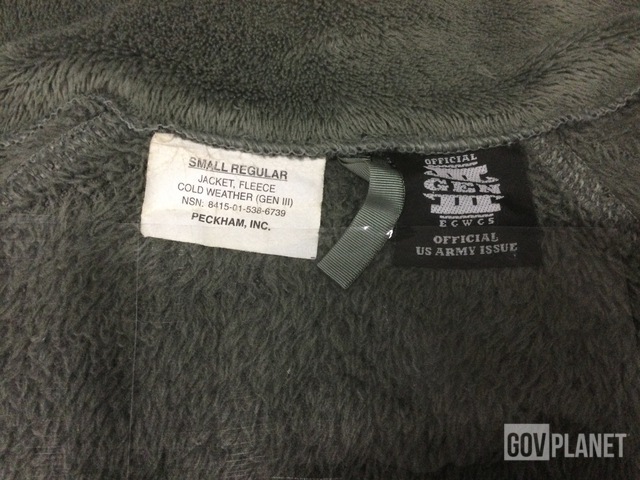 SMALL REGULAR
JACKET, FLEECE
COLD WEATHER (GEN III)
NSN: 8415-01-538-6739
PECKHAM, INC.
OFFICIAL
GEN
III
ECWCS
OFFICIAL
US ARMY ISSUE
GOVPLANET